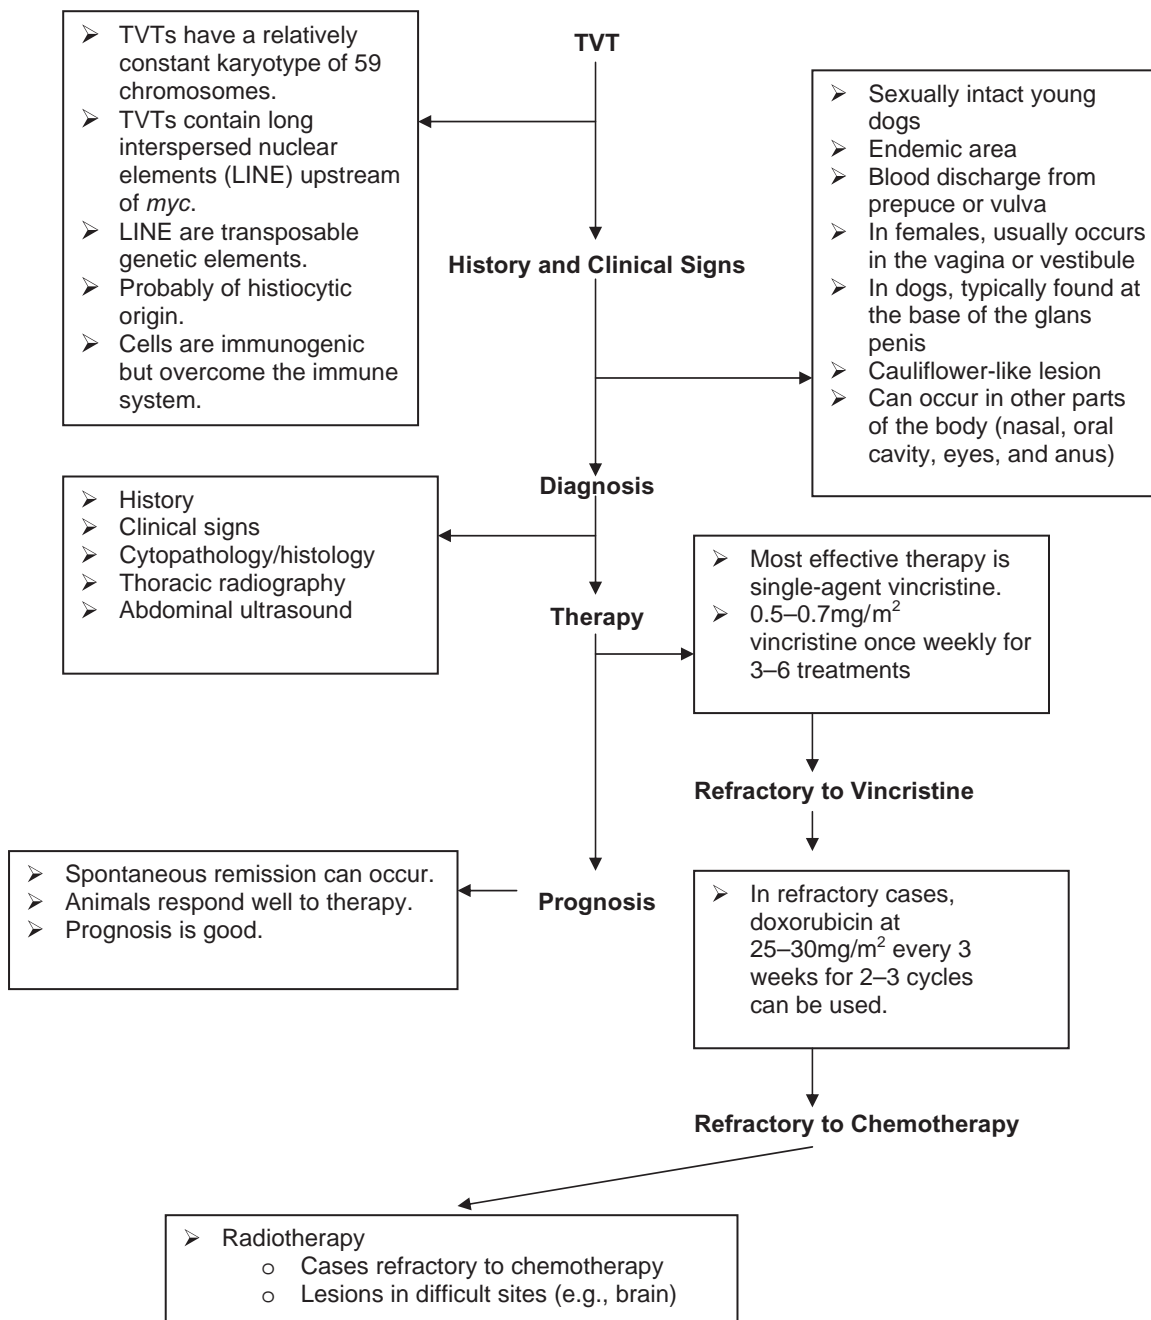 TVT
➢ TVTs have a relatively
constant karyotype of 59
chromosomes.
➢ TVTs contain long
interspersed nuclear
elements (LINE) upstream
of myc.
➢ LINE are transposable
genetic elements.
➢ Probably of histiocytic
origin.
➢ Cells are immunogenic
but overcome the immune
system.
History and Clinical Signs
➢ Sexually intact young
dogs
➢ Endemic area
➢ Blood discharge from
prepuce or vulva
➢ In females, usually occurs
in the vagina or vestibule
➢ In dogs, typically found at
the base of the glans
penis
➢ Cauliflower-like lesion
➢ Can occur in other parts
of the body (nasal, oral
cavity, eyes, and anus)
Diagnosis
➢ History
➢ Clinical signs
➢ Cytopathology/histology
➢ Thoracic radiography
➢ Abdominal ultrasound
Therapy
➢ Most effective therapy is
single-agent vincristine.
➢ 0.5–0.7mg/m²
vincristine once weekly for
3–6 treatments
Refractory to Vincristine
➢ In refractory cases,
doxorubicin at
25–30mg/m² every 3
weeks for 2–3 cycles
can be used.
Prognosis
➢ Spontaneous remission can occur.
➢ Animals respond well to therapy.
➢ Prognosis is good.
Refractory to Chemotherapy
➢ Radiotherapy
o Cases refractory to chemotherapy
o Lesions in difficult sites (e.g., brain)